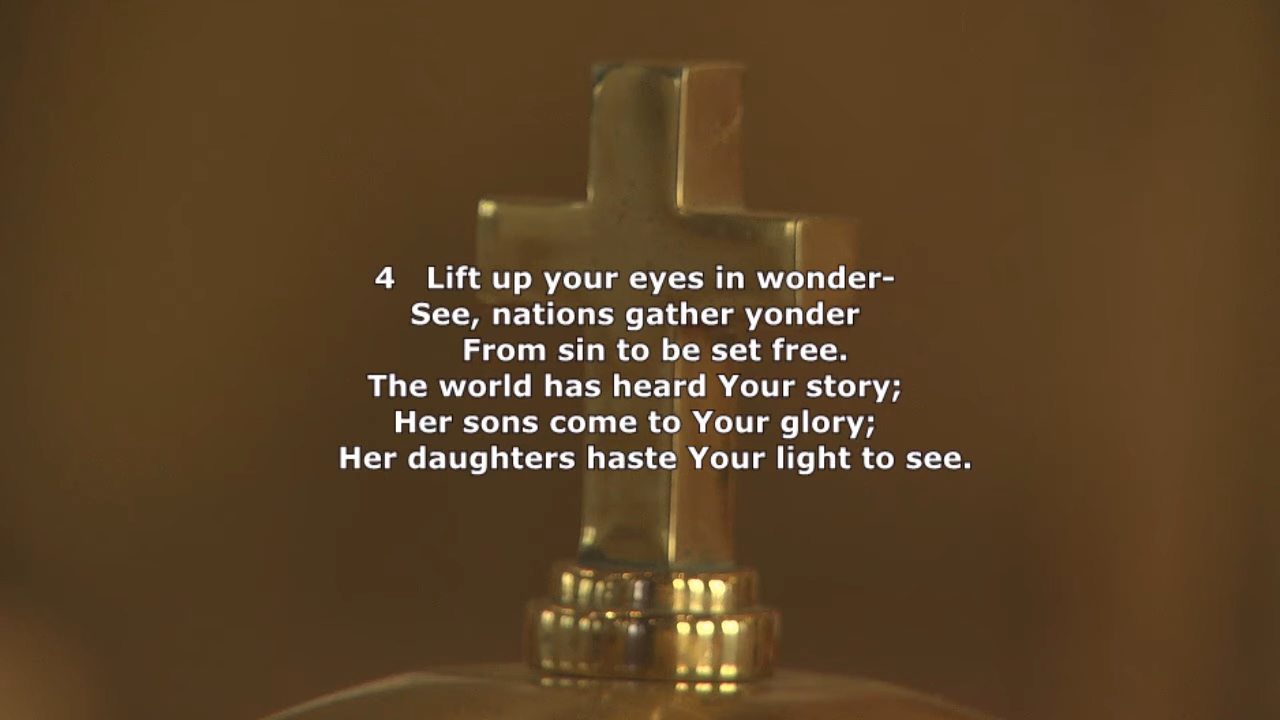 4 Lift up your eyes in wonder-
See, nations gather yonder
From sin to be set free.
The world has heard Your story;
Her sons come to Your glory;
Her daughters haste Your light to see.